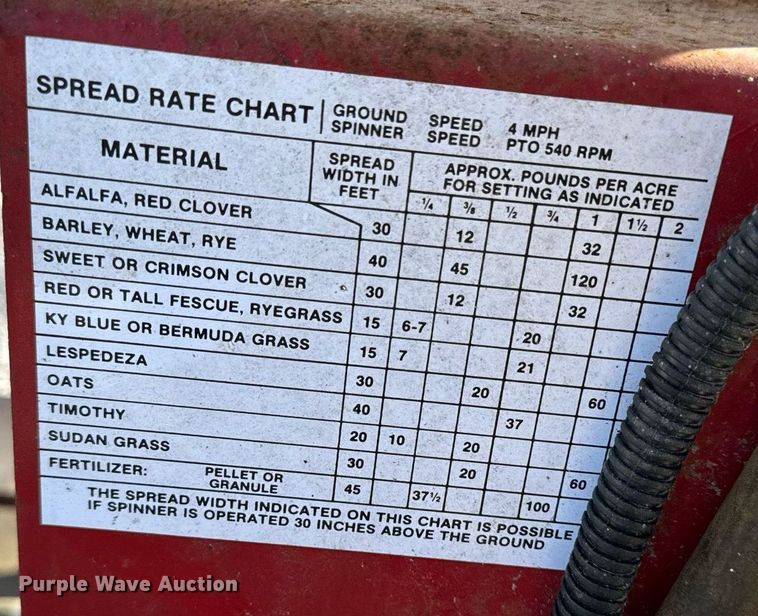 SPREAD RATE CHART
GROUND SPEED 4 MPH
SPINNER SPEED PTO 540 RPM
MATERIAL
SPREAD
WIDTH IN
FEET
APPROX. POUNDS PER ACRE
FOR SETTING AS INDICATED
¼ ⅜ ½ ¾ 1 1½ 2
ALFALFA, RED CLOVER 30 12 32
BARLEY, WHEAT, RYE 40 45 120
SWEET OR CRIMSON CLOVER 30 12 32
RED OR TALL FESCUE, RYEGRASS 15 6-7 20
KY BLUE OR BERMUDA GRASS 15 7 21
LESPEDEZA 30 20 60
OATS 40 37
TIMOTHY 20 10 20
SUDAN GRASS 30 20 60
FERTILIZER: PELLET OR
GRANULE 45 37½ 100
THE SPREAD WIDTH INDICATED ON THIS CHART IS POSSIBLE
IF SPINNER IS OPERATED 30 INCHES ABOVE THE GROUND
Purple Wave Auction